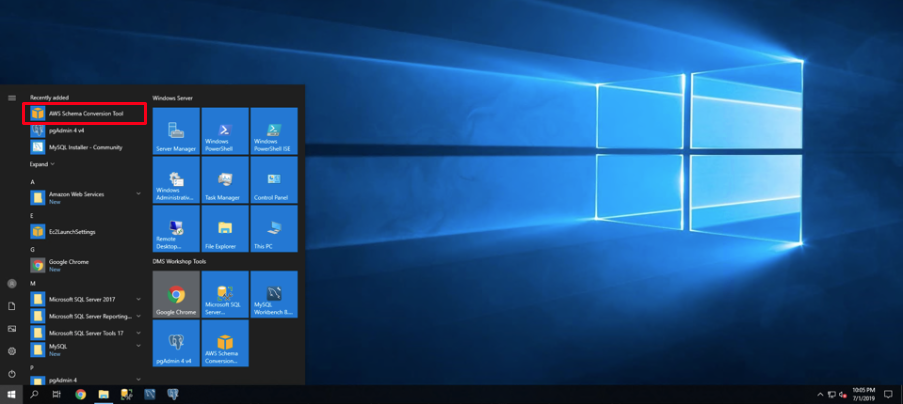 Recently added
AWS Schema Conversion Tool
pgAdmin 4 v4
MySQL Installer - Community
Expand
A
Amazon Web Services
New
E
Ec2LaunchSettings
G
Google Chrome
New
M
Microsoft SQL Server 2017
Microsoft SQL Server Reporting...
Microsoft SQL Server Tools 17
MySQL
New
P
pgAdmin 4
Windows Server
Server Manager
Windows
PowerShell
Windows
PowerShell ISE
Windows
Administrativ...
Task Manager
Control Panel
Remote
Desktop...
File Explorer
This PC
DMS Workshop Tools
Google Chrome
Microsoft SQL
Server...
MySQL
Workbench 8....
pgAdmin 4 v4
AWS Schema
Conversion...
10:05 PM
7/1/2019